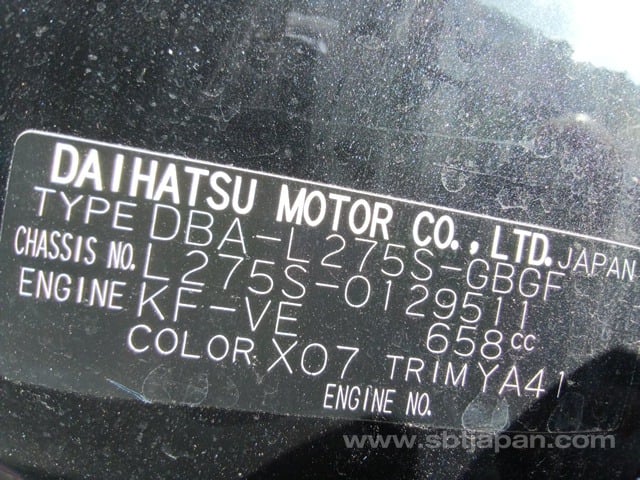 DAIHATSU MOTOR CO., LTD. JAPAN
TYPE DBA-L275S-GBGF
CHASSIS NO. L275S-0129511
ENGINE KF-VE 658cc
COLOR X07 TRIM YA41
ENGINE NO.
www.sbtjapan.com